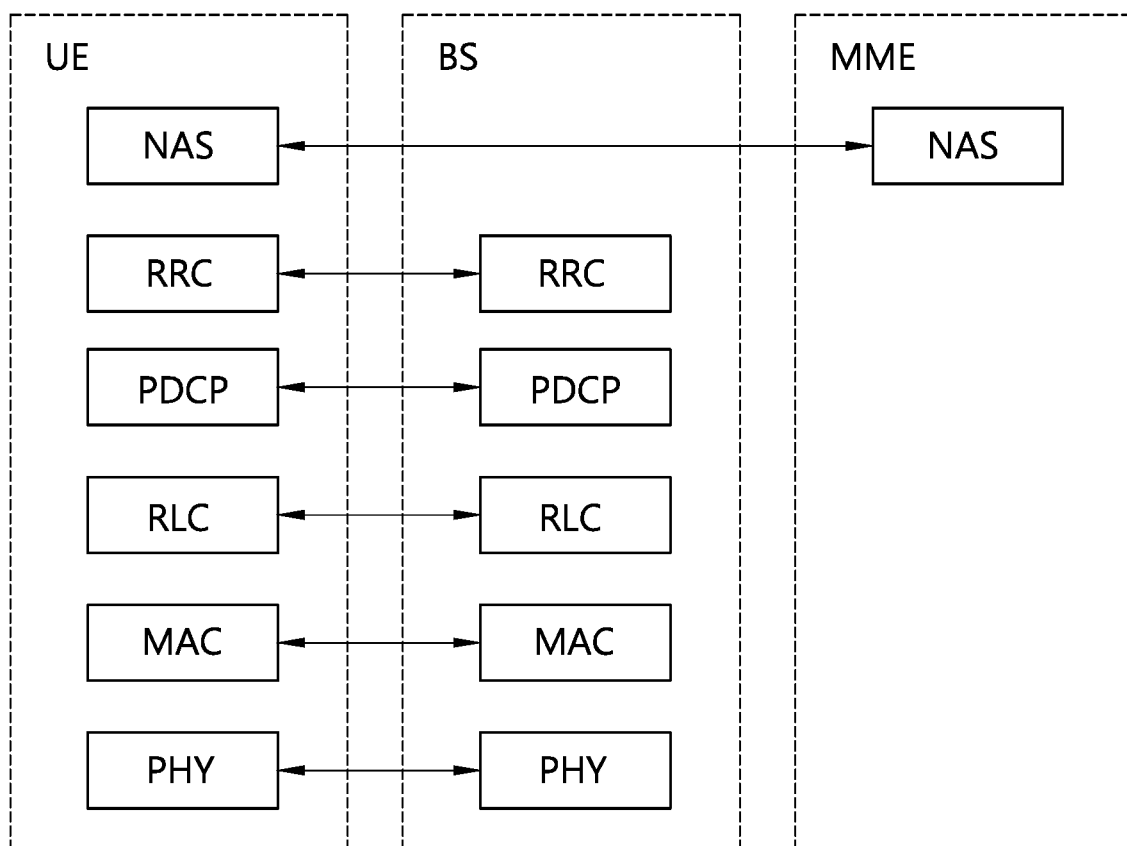 UE BS MME
NAS NAS
RRC RRC
PDCP PDCP
RLC RLC
MAC MAC
PHY PHY